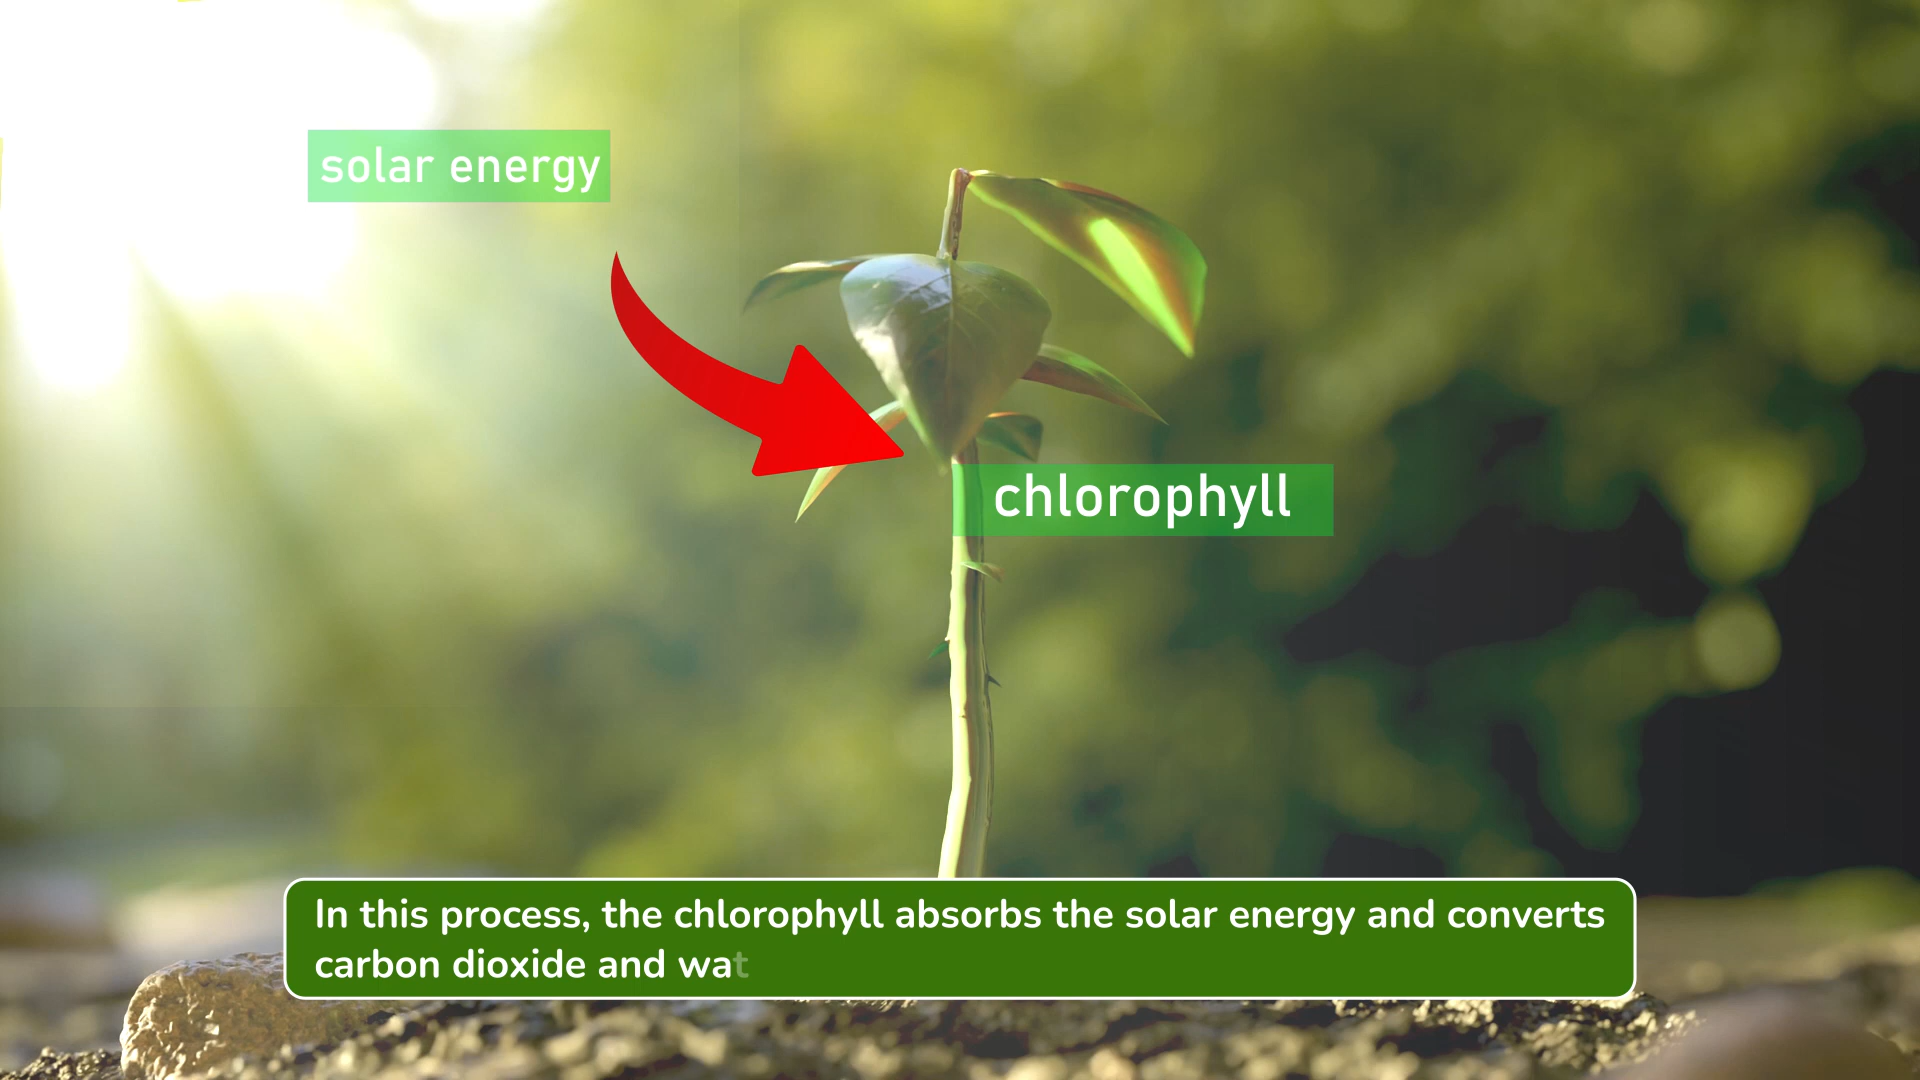 solar energy
chlorophyll
In this process, the chlorophyll absorbs the solar energy and converts
carbon dioxide and wat